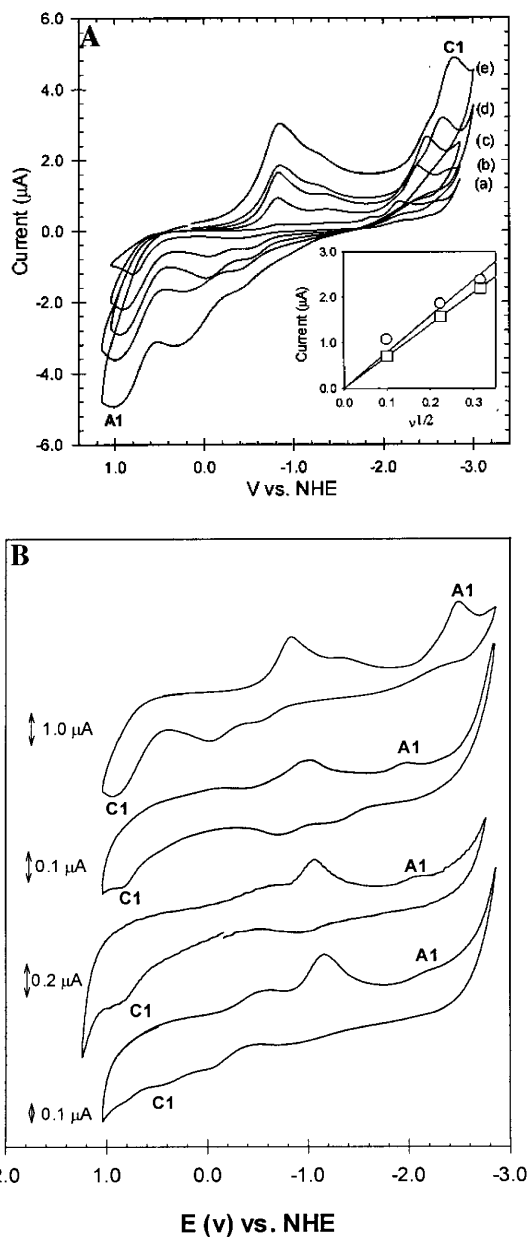 A
6.0
4.0
2.0
0.0
-2.0
-4.0
-6.0
Current (μA)
C1
(e)
(d)
(c)
(b)
(a)
A1
3.0
2.0
1.0
0.0
Current (μA)
0.0 0.1 0.2 0.3
ν1/2
1.0 0.0 -1.0 -2.0 -3.0
V vs. NHE
B
A1
1.0 μA
C1
A1
0.1 μA
C1
A1
0.2 μA
C1
A1
0.1 μA
C1
2.0 1.0 0.0 -1.0 -2.0 -3.0
E (v) vs. NHE